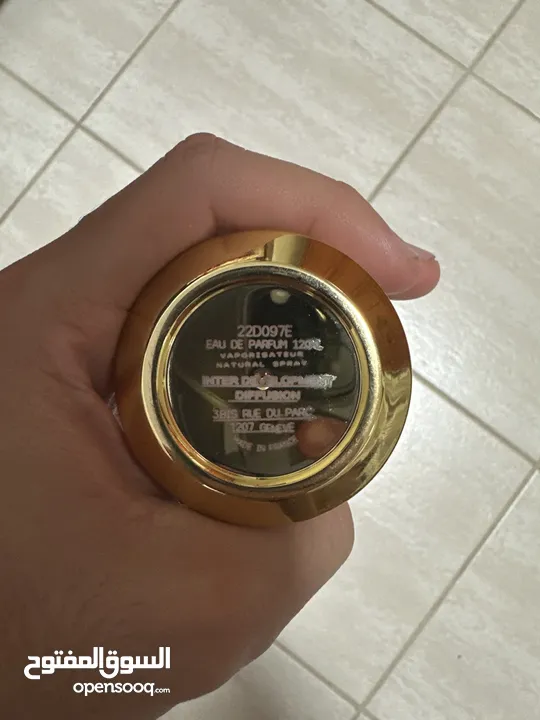 22D097E
EAU DE PARFUM 120ML
VAPORISATEUR
NATURAL SPRAY
INTER DEVELOPMENT
DIFFUSION
3BIS RUE DU PARC
1207 GENEVE
MADE IN FRANCE
السوق المفتوح
opensooq.com